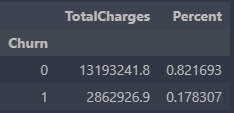 TotalCharges Percent
Churn
0 13193241.8 0.821693
1 2862926.9 0.178307